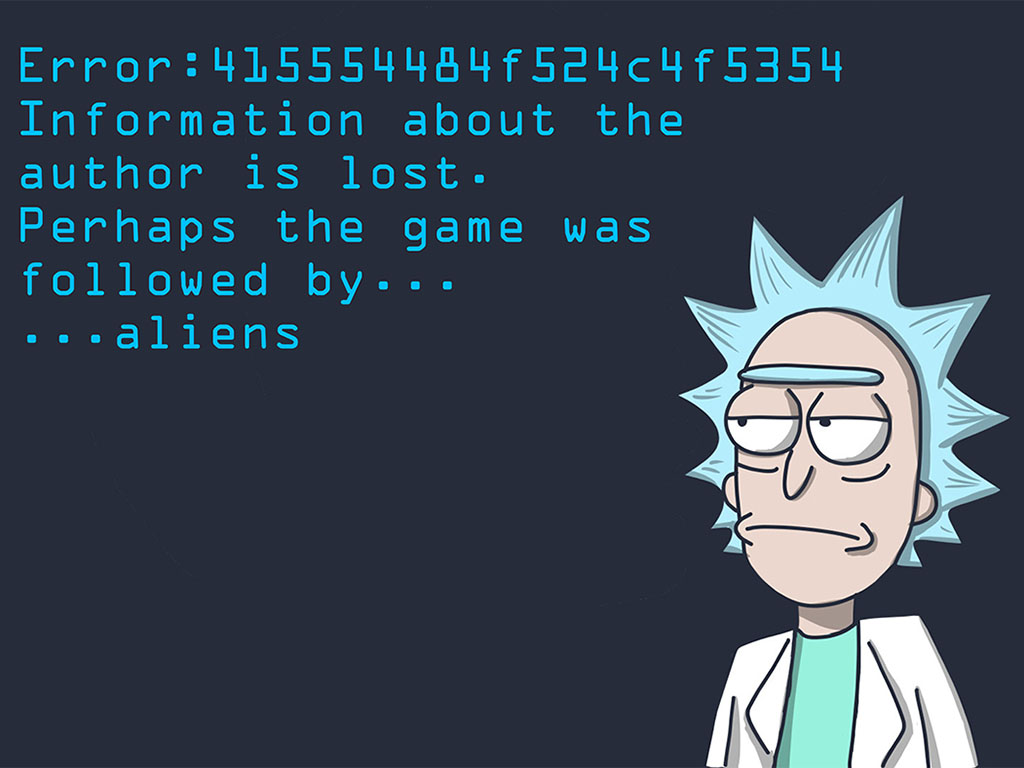 Error:415554484f524c4f5354
Information about the
author is lost.
Perhaps the game was
followed by...
...aliens